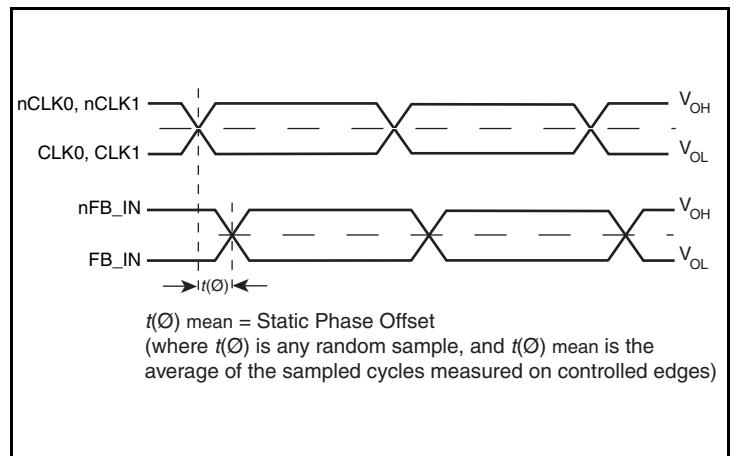 nCLK0, nCLK1
V_OH
CLK0, CLK1
V_OL
nFB_IN
V_OH
FB_IN
V_OL
t(Ø)
t(Ø) mean = Static Phase Offset
(where t(Ø) is any random sample, and t(Ø) mean is the
average of the sampled cycles measured on controlled edges)